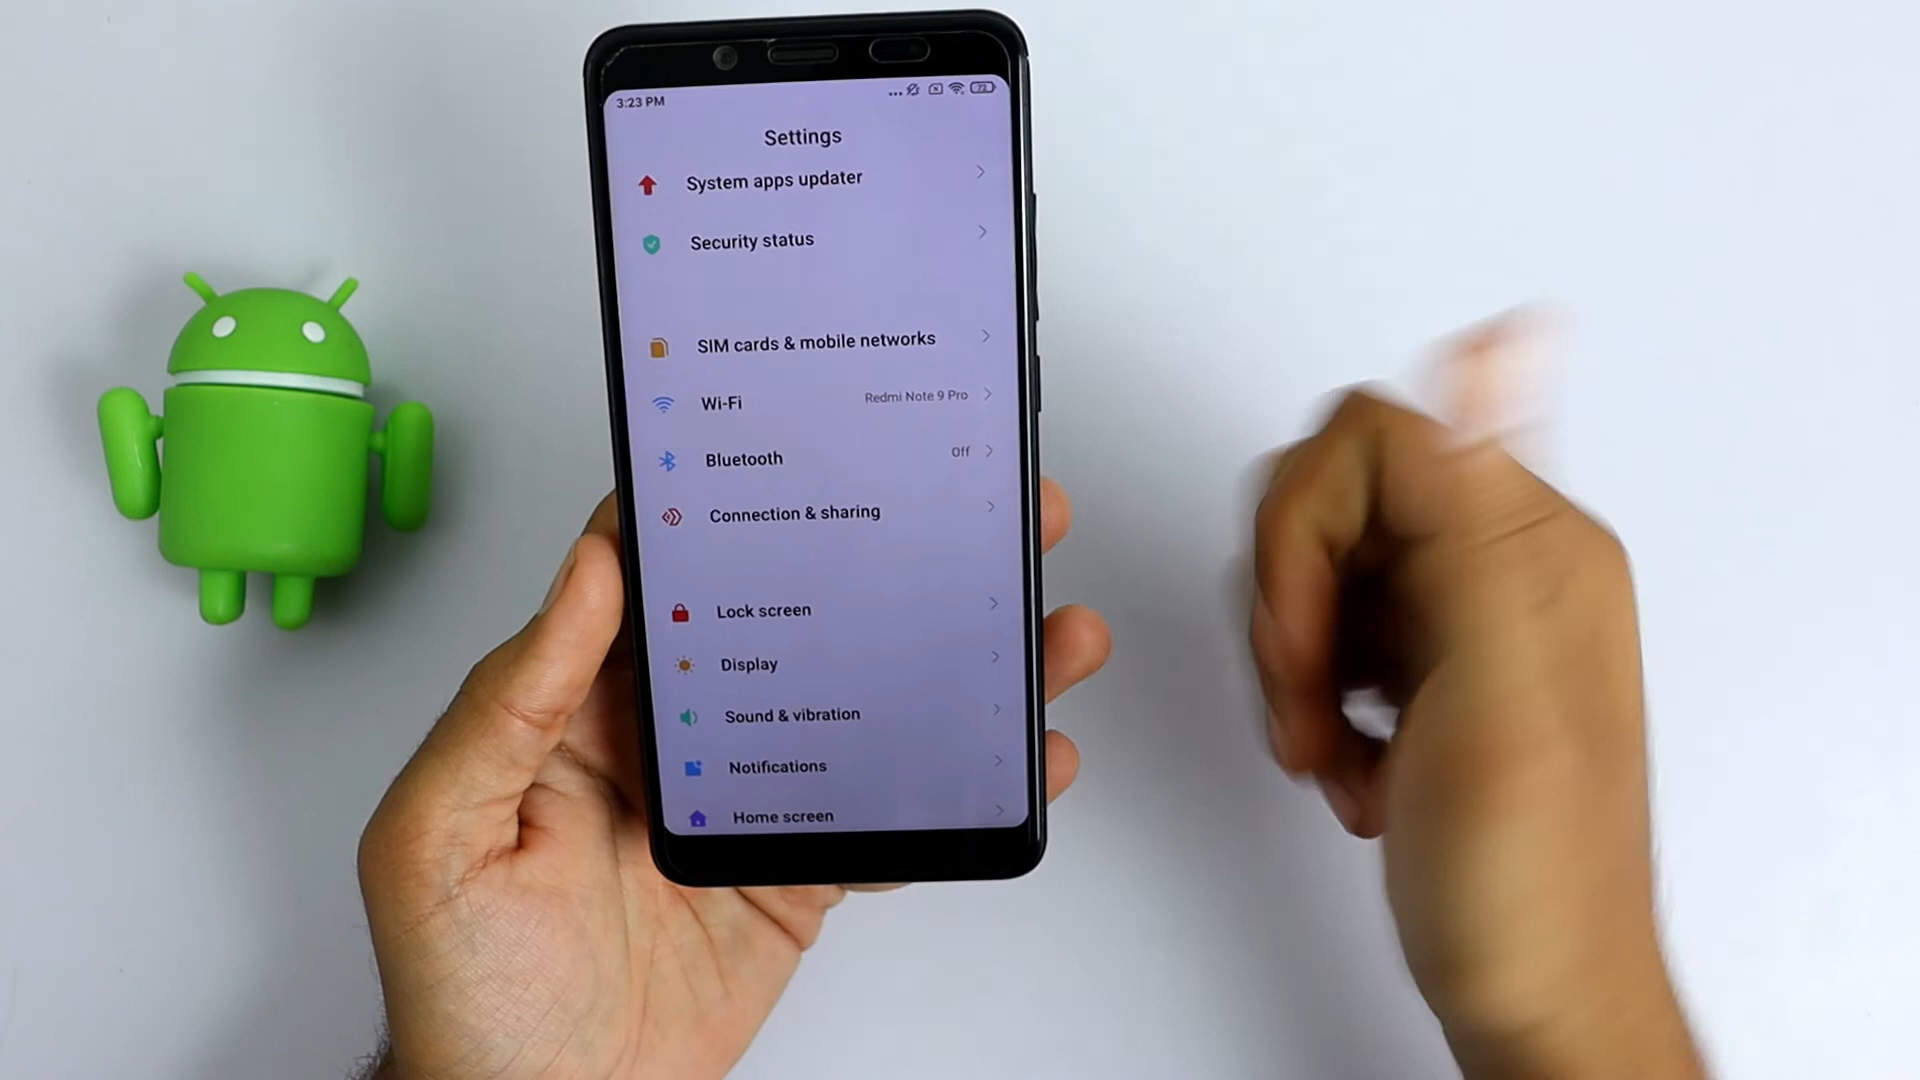 3:23 PM
72
Settings
System apps updater
Security status
SIM cards & mobile networks
Wi-Fi Redmi Note 9 Pro
Bluetooth Off
Connection & sharing
Lock screen
Display
Sound & vibration
Notifications
Home screen